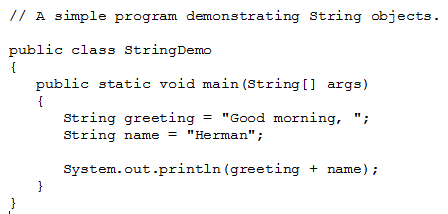 // A simple program demonstrating String objects.
public class StringDemo
{
public static void main(String[] args)
{
String greeting = "Good morning, ";
String name = "Herman";
System.out.println(greeting + name);
}
}